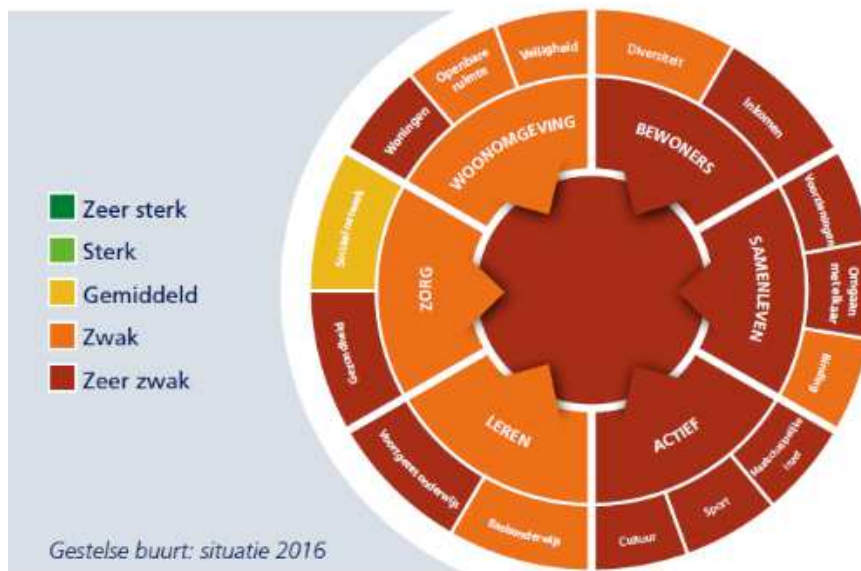 Zeer sterk
Sterk
Gemiddeld
Zwak
Zeer zwak
Gestelse buurt: situatie 2016
WOONOMGEVING
Woningen
Openbare
ruimte
Veiligheid
BEWONERS
Diversiteit
Inkomen
SAMENLEVEN
Voorzieningen
Omgaan
met elkaar
Binding
ACTIEF
Maatschappelijke
inzet
Sport
Cultuur
LEREN
Basisonderwijs
Voortgezet onderwijs
ZORG
Gezondheid
Sociaal netwerk